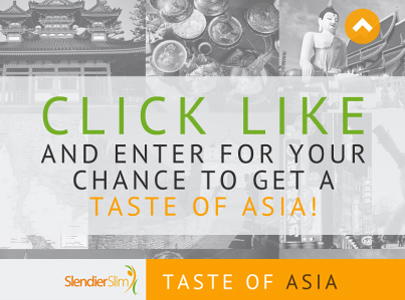 CLICK LIKE
AND ENTER FOR YOUR
CHANCE TO GET A
TASTE OF ASIA!
SlendierSlim
TASTE OF ASIA